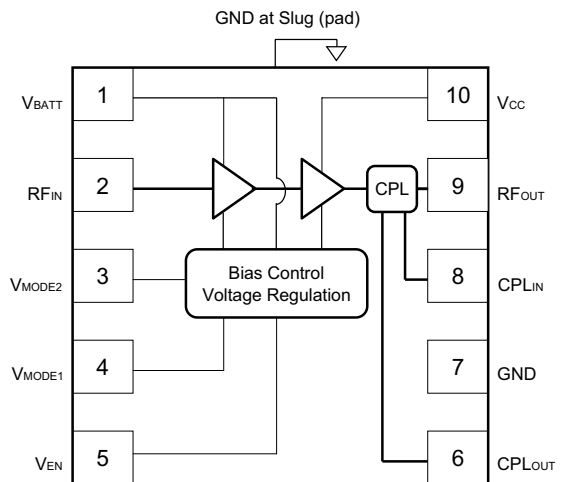 GND at Slug (pad)
VBATT 1 10 VCC
RFIN 2 CPL 9 RFOUT
VMODE2 3 Bias Control 8 CPLIN
Voltage Regulation
VMODE1 4 7 GND
VEN 5 6 CPLOUT